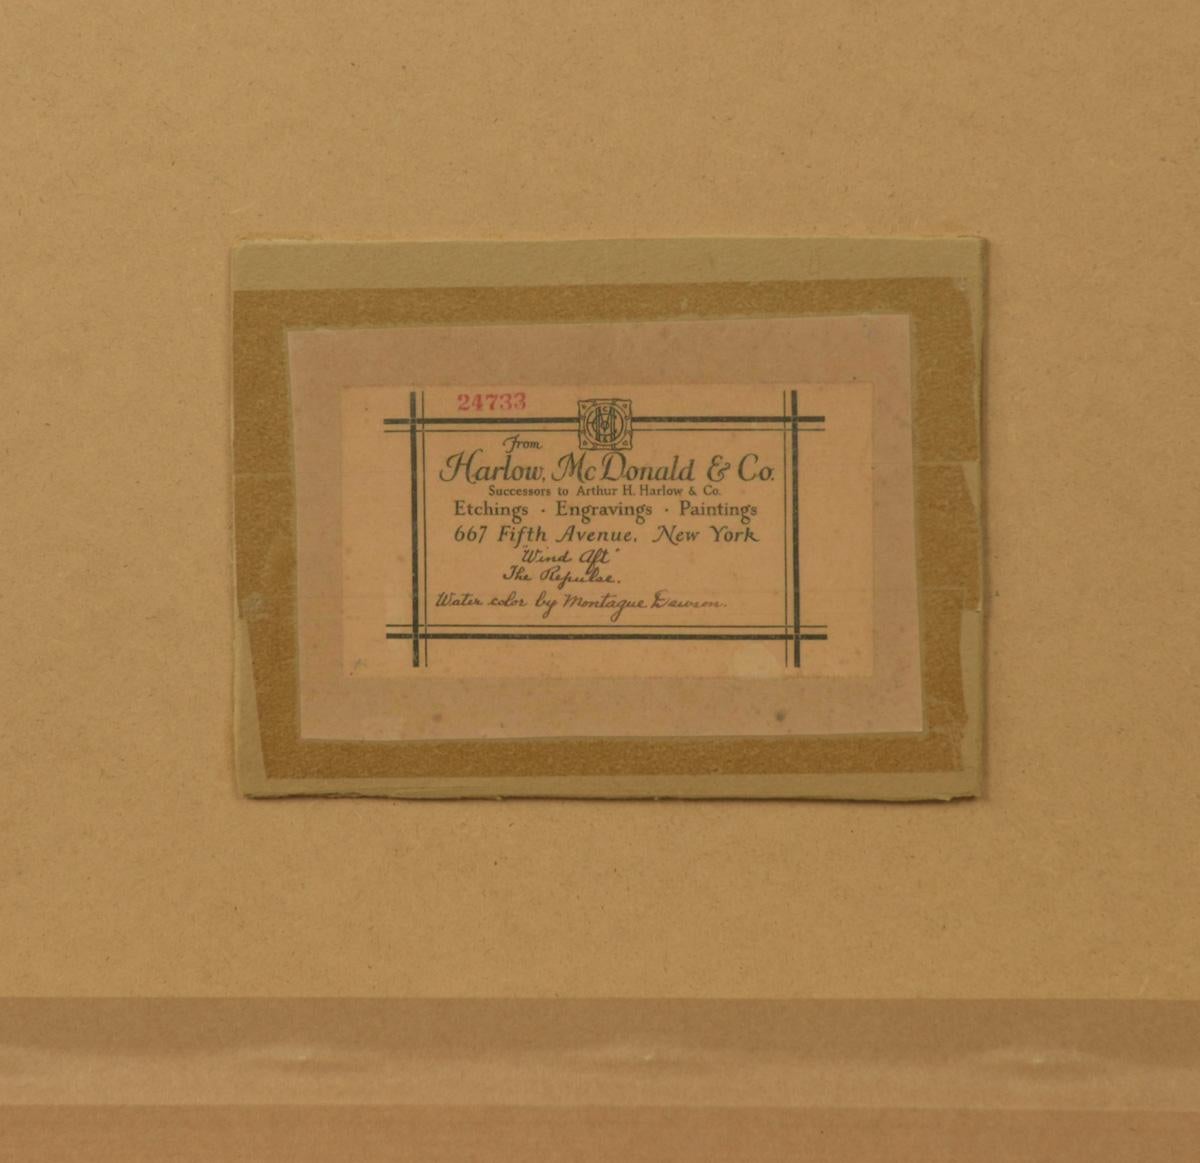 24733
From
Harlow, McDonald & Co.
Successors to Arthur H. Harlow & Co.
Etchings · Engravings · Paintings
667 Fifth Avenue, New York
"Wind Aft"
The Repulse.
Water color by Montague Dawson.